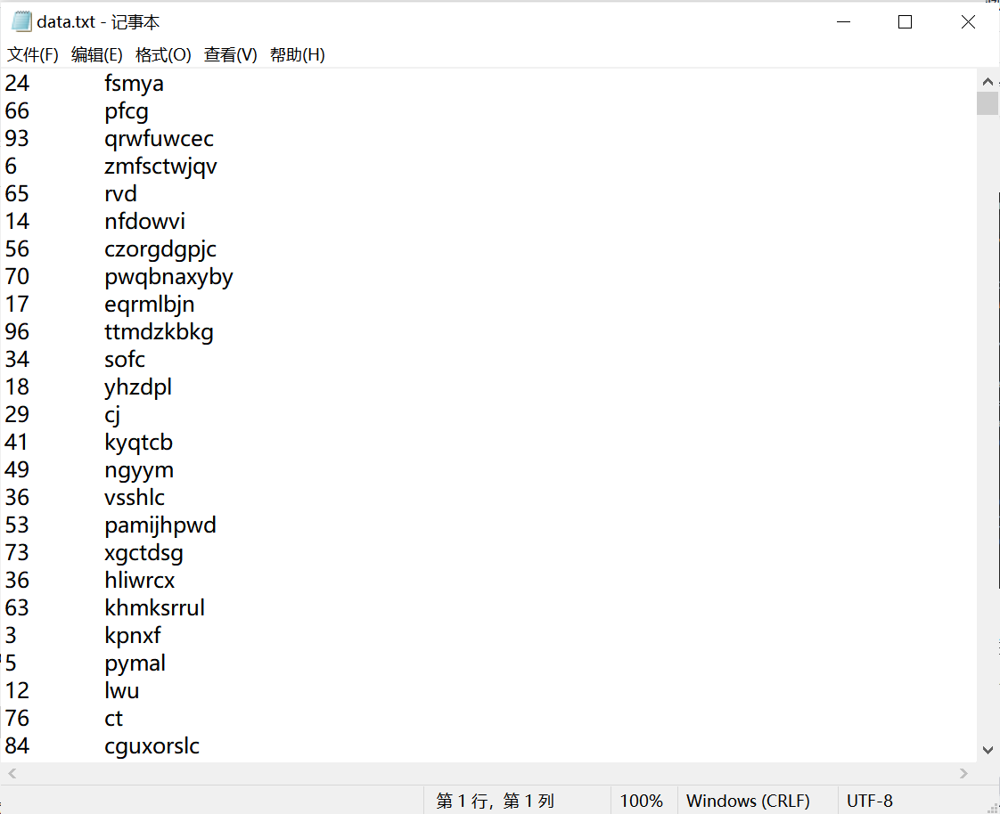 data.txt - 记事本
文件(F) 编辑(E) 格式(O) 查看(V) 帮助(H)
24 fsmya
66 pfcg
93 qrwfuwcec
6 zmfsctwjqv
65 rvd
14 nfdowvi
56 czorgdgpjc
70 pwqbnaxyby
17 eqrmlbjn
96 ttmdzkbkg
34 sofc
18 yhzdpl
29 cj
41 kyqtcb
49 ngyym
36 vsshlc
53 pamijhpwd
73 xgctdsg
36 hliwrcx
63 khmksrrul
3 kpnxf
5 pymal
12 lwu
76 ct
84 cguxorslc
第 1 行，第 1 列 100% Windows (CRLF) UTF-8